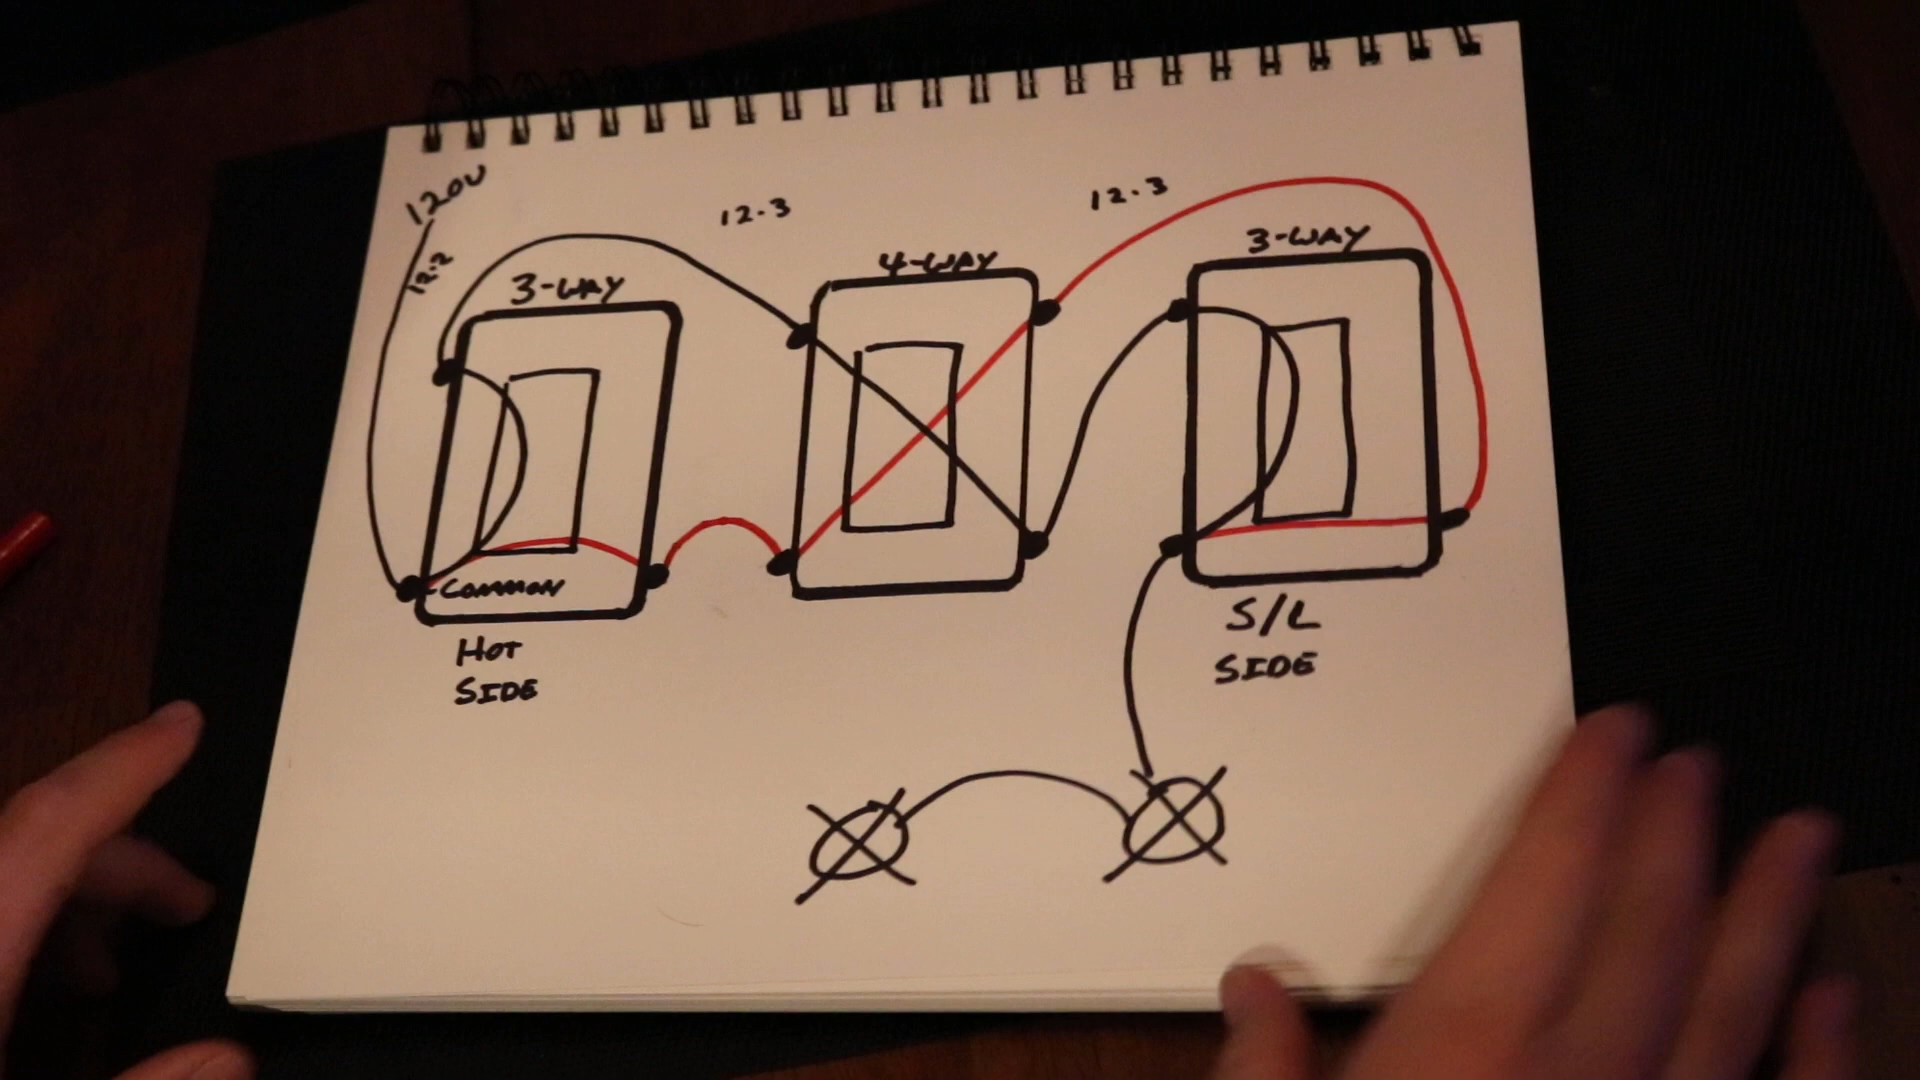 120V
12.2
12.3
12.3
3-WAY
4-WAY
3-WAY
COMMON
HOT
SIDE
S/L
SIDE